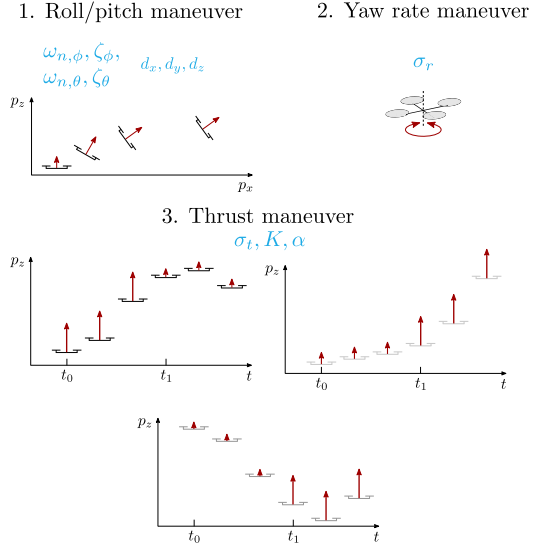 1. Roll/pitch maneuver
2. Yaw rate maneuver
ω_{n,ϕ}, ζ_ϕ,
ω_{n,θ}, ζ_θ
d_x, d_y, d_z
σ_r
p_z
p_x
3. Thrust maneuver
σ_t, K, α
p_z
t_0
t_1
t
p_z
t_0
t_1
t
p_z
t_0
t_1
t